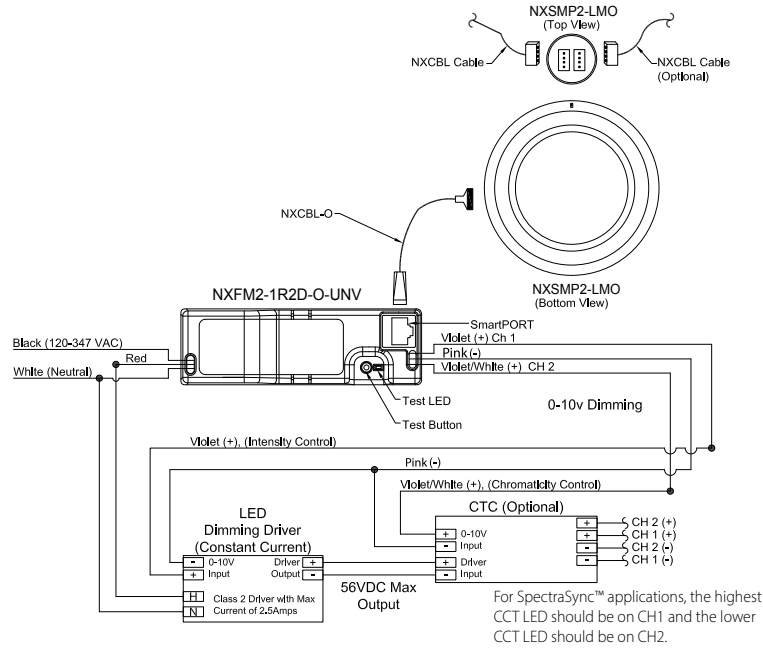 NXSMP2-LMO
(Top View)
NXCBL Cable
NXCBL Cable
(Optional)
NXCBL-O
NXSMP2-LMO
(Bottom View)
NXFM2-1R2D-O-UNV
SmartPORT
Black (120-347 VAC)
Red
White (Neutral)
Violet (+) Ch 1
Pink (-)
Violet/White (+) CH 2
Test LED
Test Button
0-10v Dimming
Violet (+), (Intensity Control)
Pink (-)
Violet/White (+), (Chromaticity Control)
LED
Dimming Driver
(Constant Current)
- 0-10V Driver +
+ Input Output -
H Class 2 Driver with Max
N Current of 2.5Amps
56VDC Max
Output
CTC (Optional)
+ 0-10V
- Input
+ Driver
- Input
+ CH 2 (+)
+ CH 1 (+)
- CH 2 (-)
- CH 1 (-)
For SpectraSync™ applications, the highest
CCT LED should be on CH1 and the lower
CCT LED should be on CH2.